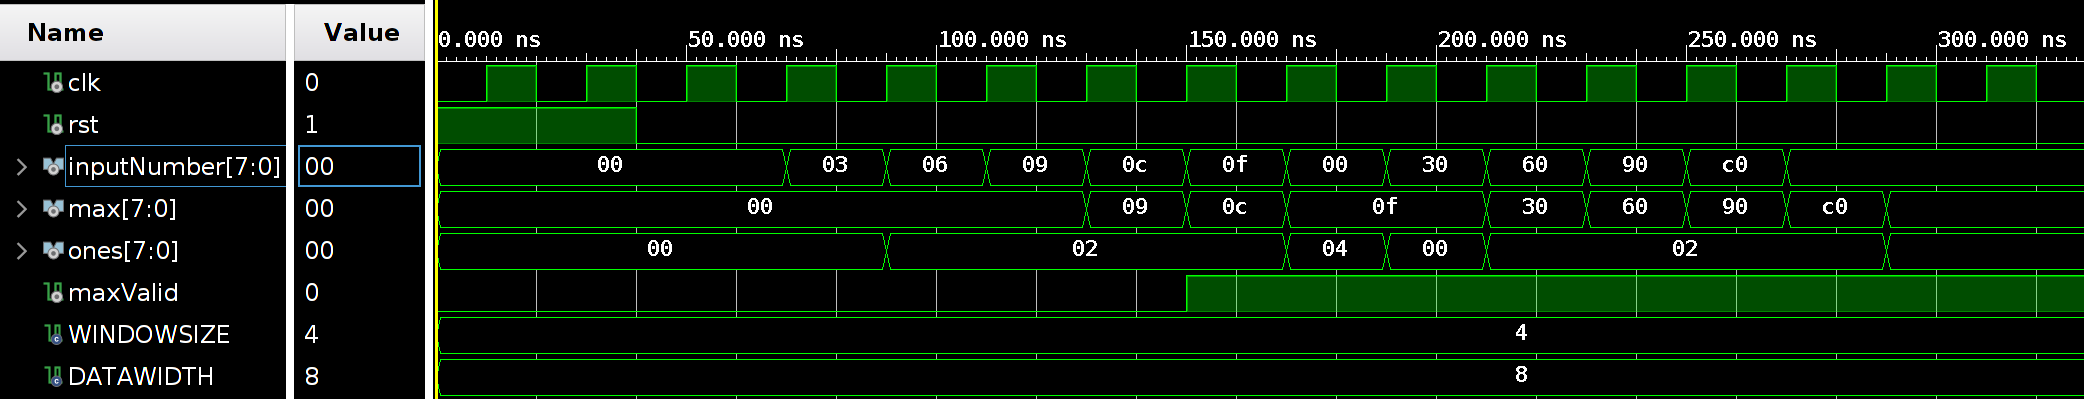 Name Value
0.000 ns 50.000 ns 100.000 ns 150.000 ns 200.000 ns 250.000 ns 300.000 ns
clk 0
rst 1
inputNumber[7:0] 00 00 03 06 09 0c 0f 00 30 60 90 c0
max[7:0] 00 00 09 0c 0f 30 60 90 c0
ones[7:0] 00 00 02 04 00 02
maxValid 0
WINDOWSIZE 4 4
DATAWIDTH 8 8